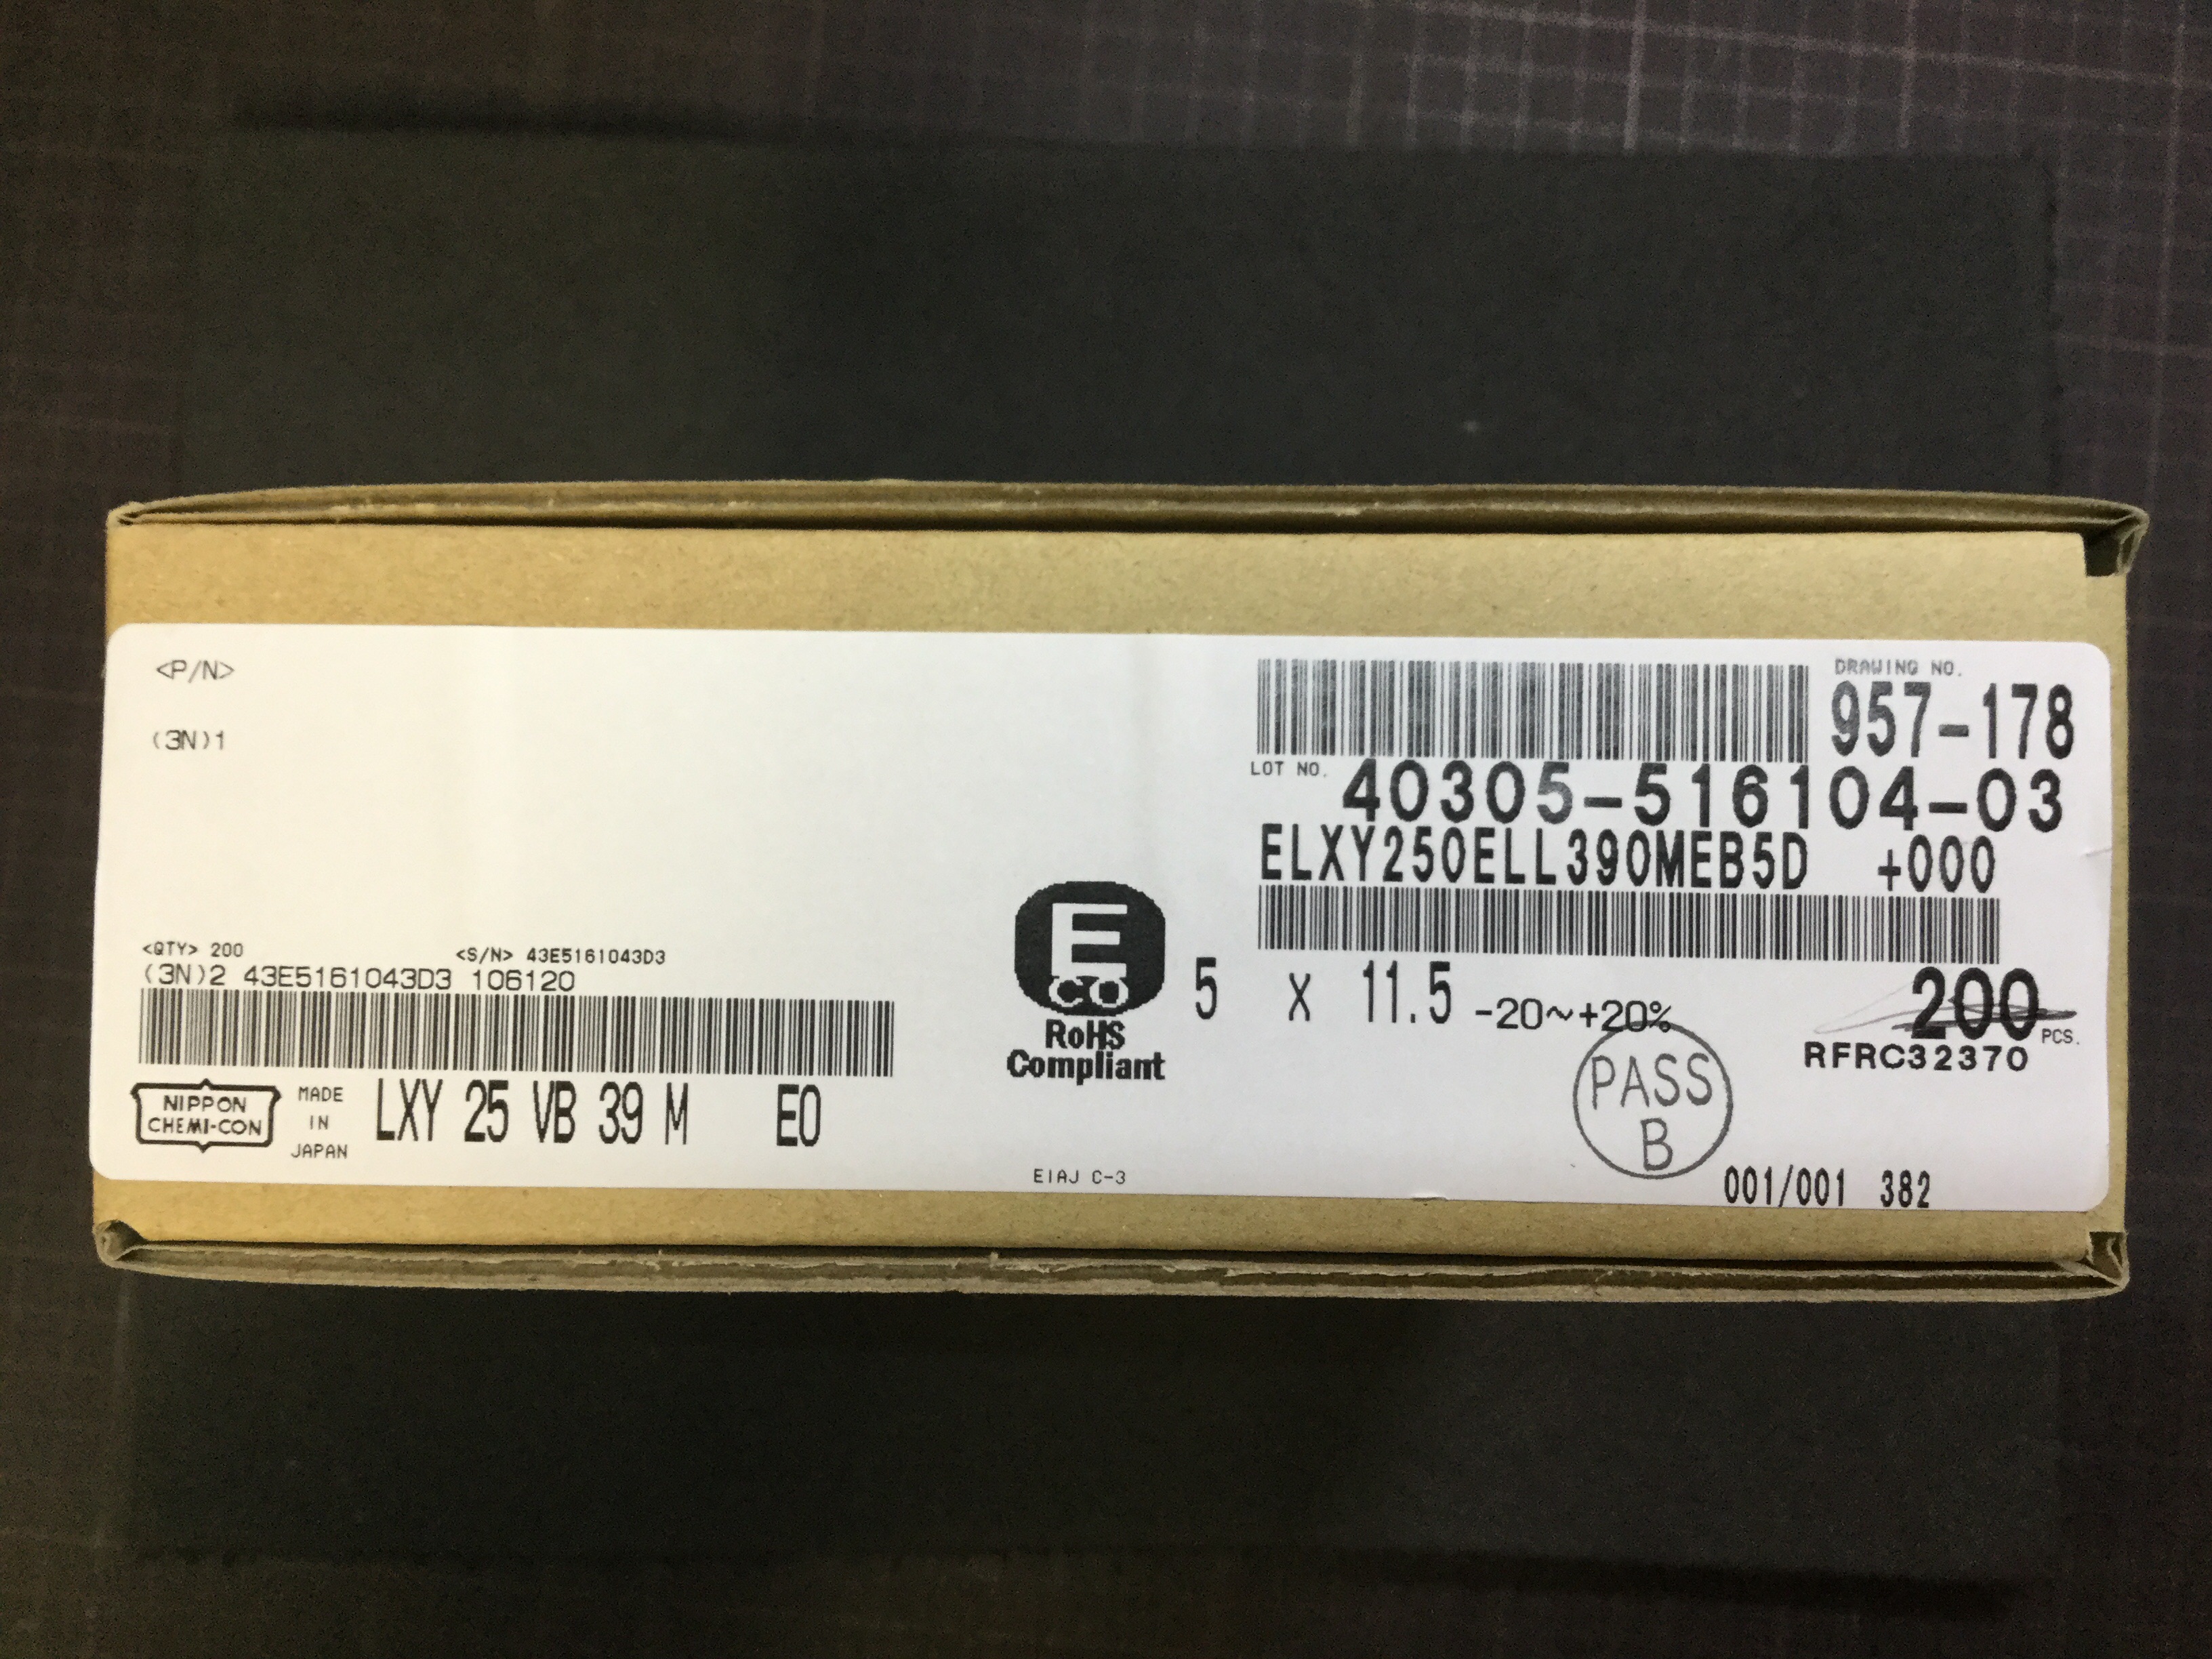 <P/N>
(3N)1
<QTY> 200 <S/N> 43E5161043D3
(3N)2 43E5161043D3 106120
NIPPON
CHEMI-CON
MADE
IN
JAPAN
LXY 25 VB 39 M E0
E
CO
RoHS
Compliant
EIAJ C-3
DRAWING NO.
957-178
LOT NO. 40305-516104-03
ELXY250ELL390MEB5D +000
5 x 11.5 -20~+20%
200 PCS.
RFRC32370
PASS
B
001/001 382